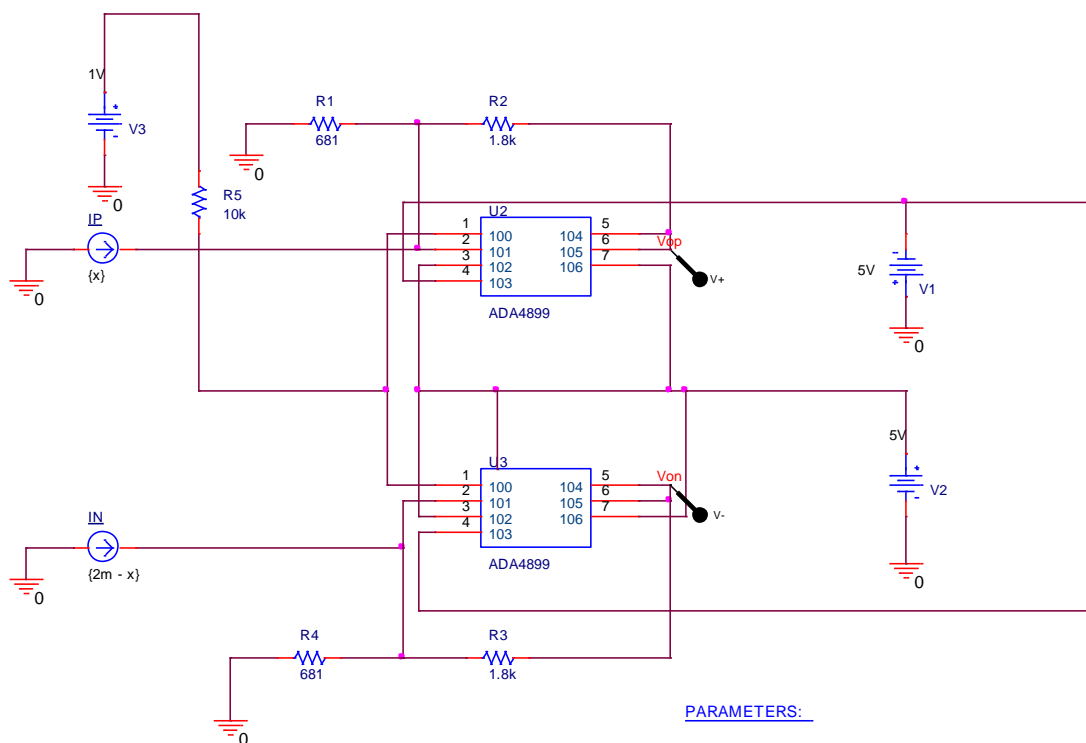 1V
V3
0
R5
10k
R1
681
0
R2
1.8k
IP
{x}
0
U2
1
2
3
4
100
101
102
103
104
105
106
5
6
7
ADA4899
Vop
V+
5V
V1
0
5V
V2
0
U3
1
2
3
4
100
101
102
103
104
105
106
5
6
7
ADA4899
Von
V-
IN
{2m - x}
0
R4
681
0
R3
1.8k
PARAMETERS: